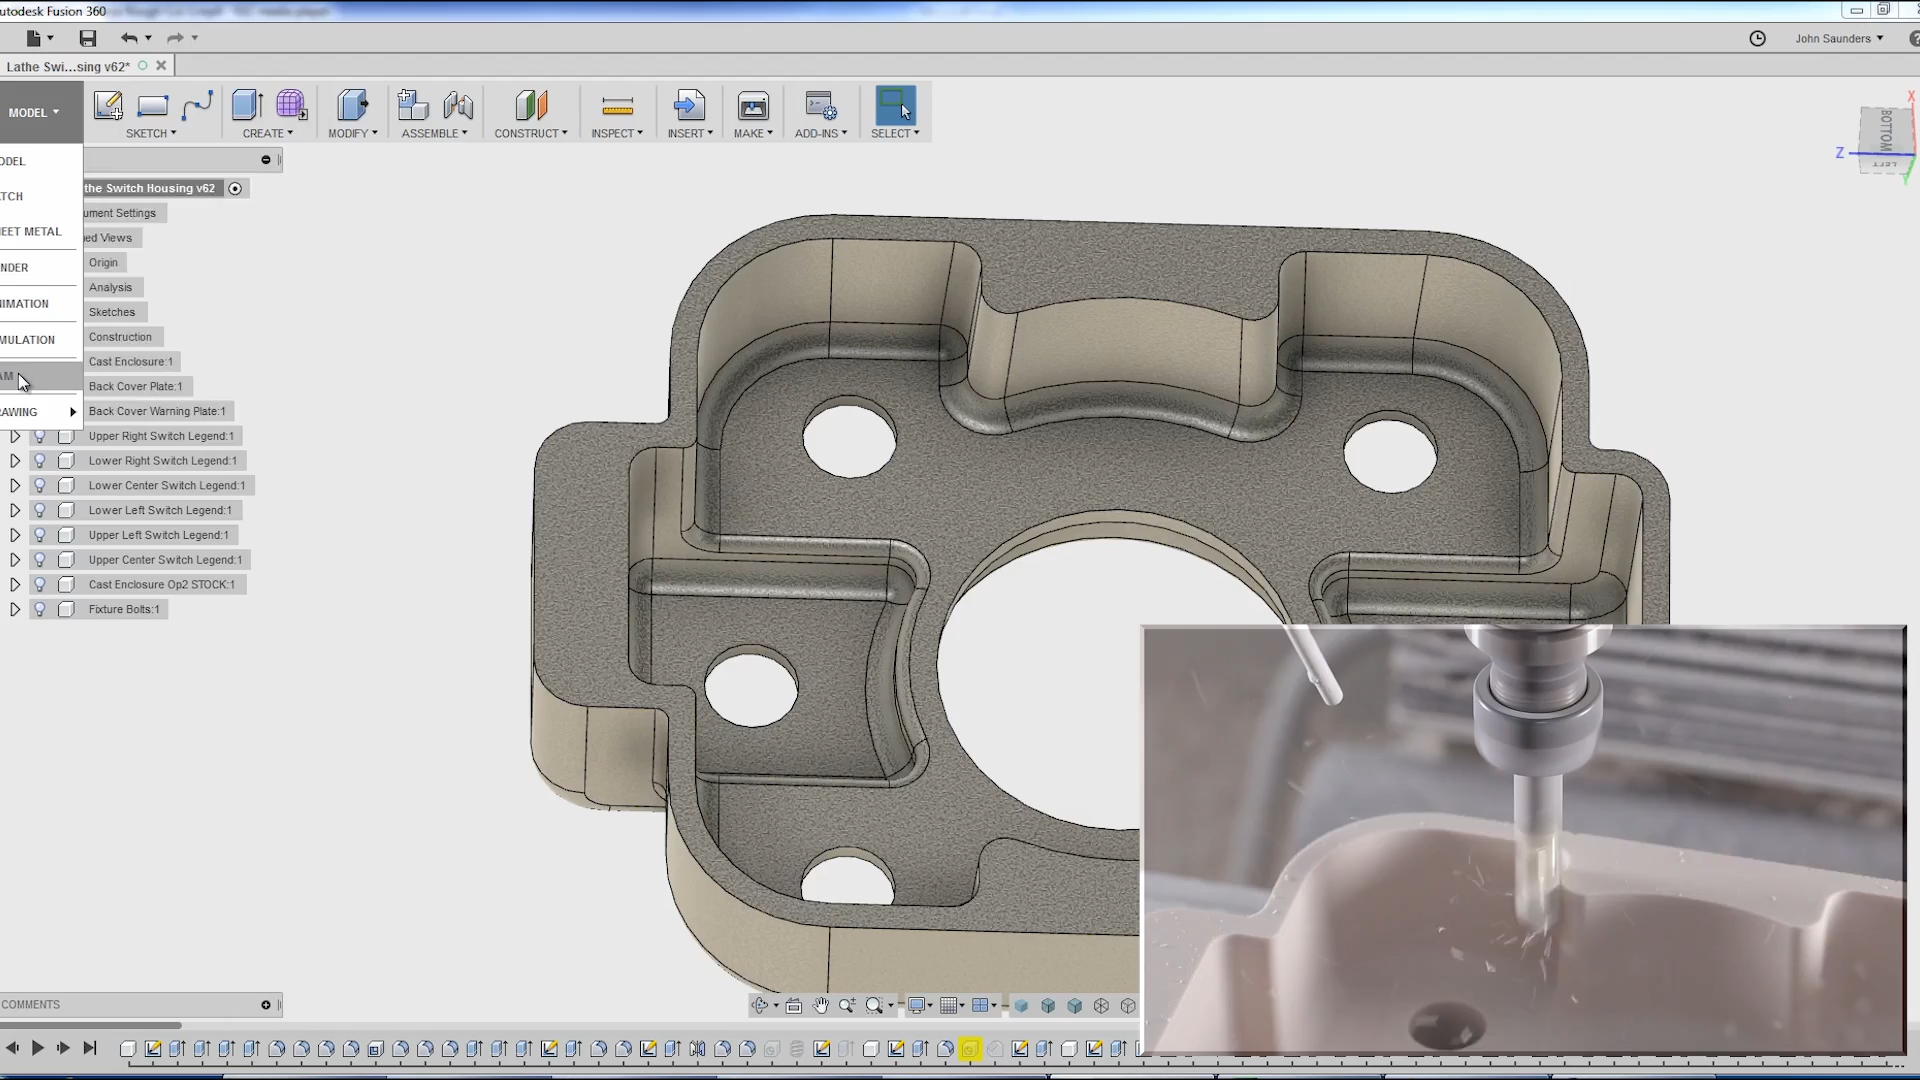 utodesk Fusion 360
John Saunders
Lathe Swi...sing v62*
MODEL
SKETCH
CREATE
MODIFY
ASSEMBLE
CONSTRUCT
INSPECT
INSERT
MAKE
ADD-INS
SELECT
X
BOTTOM
LEFT
Z
Y
ODEL
TCH
EET METAL
NDER
NIMATION
MULATION
AM
RAWING
the Switch Housing v62
ument Settings
ed Views
Origin
Analysis
Sketches
Construction
Cast Enclosure:1
Back Cover Plate:1
Back Cover Warning Plate:1
Upper Right Switch Legend:1
Lower Right Switch Legend:1
Lower Center Switch Legend:1
Lower Left Switch Legend:1
Upper Left Switch Legend:1
Upper Center Switch Legend:1
Cast Enclosure Op2 STOCK:1
Fixture Bolts:1
COMMENTS